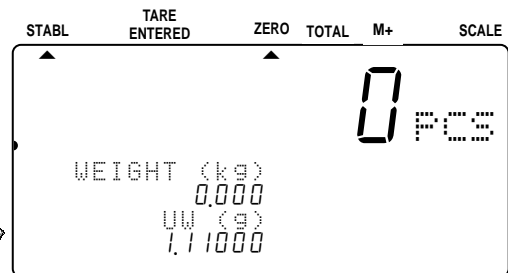 STABL TARE ENTERED ZERO TOTAL M+ SCALE
0 PCS
WEIGHT (kg)
0.000
UW (g)
1.11000